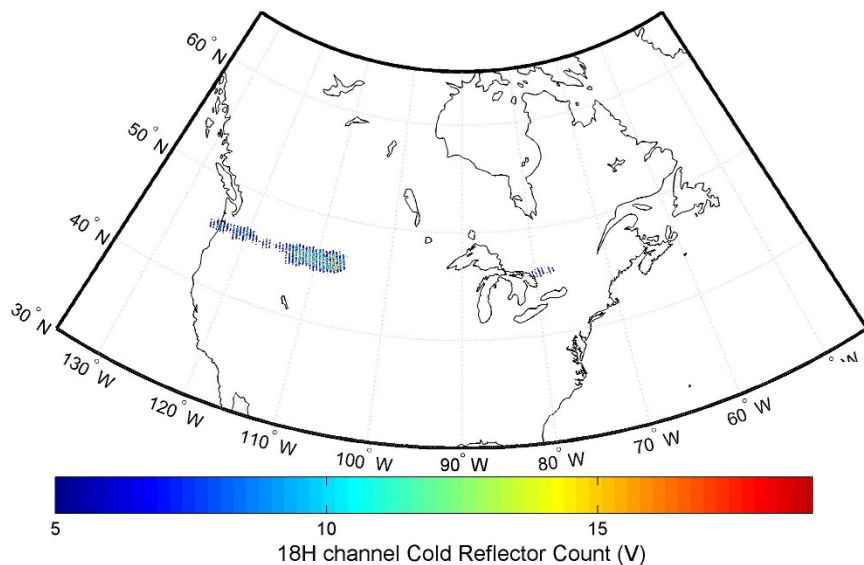 60° N
50° N
40° N
30° N
130° W
120° W
110° W
100° W
90° W
80° W
70° W
60° W
W
5 10 15
18H channel Cold Reflector Count (V)